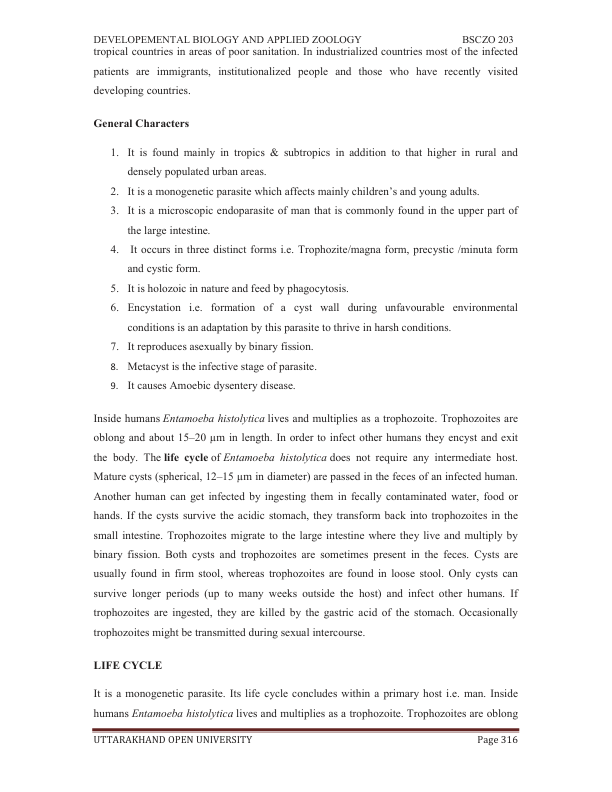 DEVELOPEMENTAL BIOLOGY AND APPLIED ZOOLOGY BSCZO 203
tropical countries in areas of poor sanitation. In industrialized countries most of the infected
patients are immigrants, institutionalized people and those who have recently visited
developing countries.
General Characters
1. It is found mainly in tropics & subtropics in addition to that higher in rural and
densely populated urban areas.
2. It is a monogenetic parasite which affects mainly children's and young adults.
3. It is a microscopic endoparasite of man that is commonly found in the upper part of
the large intestine.
4. It occurs in three distinct forms i.e. Trophozite/magna form, precystic /minuta form
and cystic form.
5. It is holozoic in nature and feed by phagocytosis.
6. Encystation i.e. formation of a cyst wall during unfavourable environmental
conditions is an adaptation by this parasite to thrive in harsh conditions.
7. It reproduces asexually by binary fission.
8. Metacyst is the infective stage of parasite.
9. It causes Amoebic dysentery disease.
Inside humans Entamoeba histolytica lives and multiplies as a trophozoite. Trophozoites are
oblong and about 15–20 µm in length. In order to infect other humans they encyst and exit
the body. The life cycle of Entamoeba histolytica does not require any intermediate host.
Mature cysts (spherical, 12–15 µm in diameter) are passed in the feces of an infected human.
Another human can get infected by ingesting them in fecally contaminated water, food or
hands. If the cysts survive the acidic stomach, they transform back into trophozoites in the
small intestine. Trophozoites migrate to the large intestine where they live and multiply by
binary fission. Both cysts and trophozoites are sometimes present in the feces. Cysts are
usually found in firm stool, whereas trophozoites are found in loose stool. Only cysts can
survive longer periods (up to many weeks outside the host) and infect other humans. If
trophozoites are ingested, they are killed by the gastric acid of the stomach. Occasionally
trophozoites might be transmitted during sexual intercourse.
LIFE CYCLE
It is a monogenetic parasite. Its life cycle concludes within a primary host i.e. man. Inside
humans Entamoeba histolytica lives and multiplies as a trophozoite. Trophozoites are oblong
UTTARAKHAND OPEN UNIVERSITY Page 316